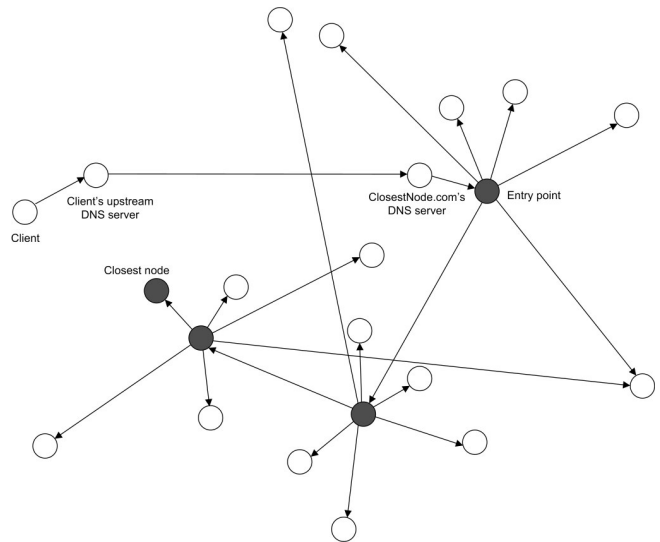 Client's upstream
DNS server
ClosestNode.com's
DNS server
Entry point
Client
Closest node